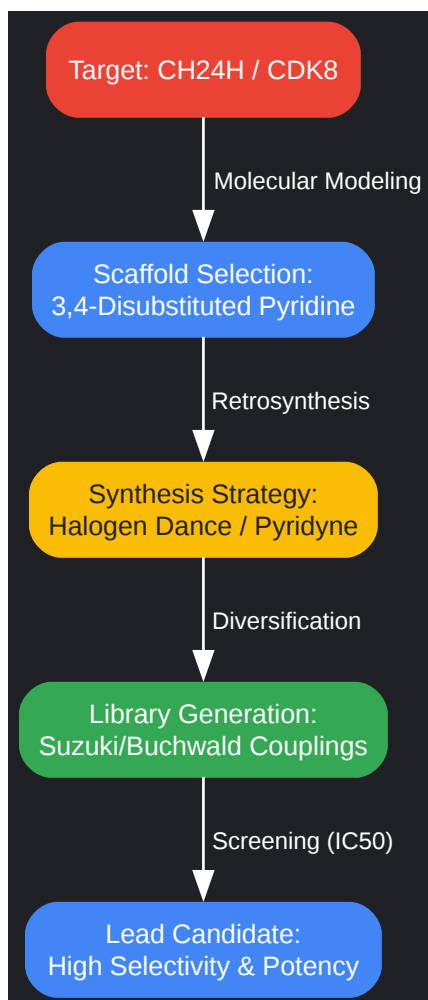 Target: CH24H / CDK8
Molecular Modeling
Scaffold Selection:
3,4-Disubstituted Pyridine
Retrosynthesis
Synthesis Strategy:
Halogen Dance / Pyridyne
Diversification
Library Generation:
Suzuki/Buchwald Couplings
Screening (IC50)
Lead Candidate:
High Selectivity & Potency